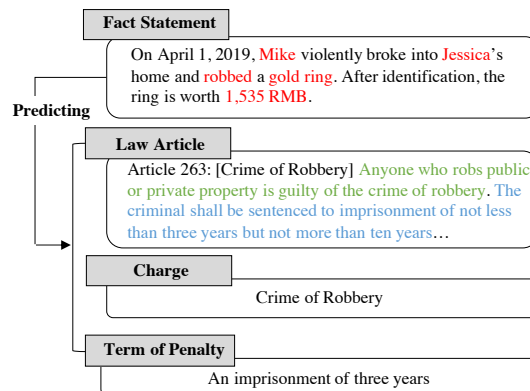 Fact Statement
On April 1, 2019, Mike violently broke into Jessica's
home and robbed a gold ring. After identification, the
ring is worth 1,535 RMB.
Predicting
Law Article
Article 263: [Crime of Robbery] Anyone who robs public
or private property is guilty of the crime of robbery. The
criminal shall be sentenced to imprisonment of not less
than three years but not more than ten years…
Charge
Crime of Robbery
Term of Penalty
An imprisonment of three years